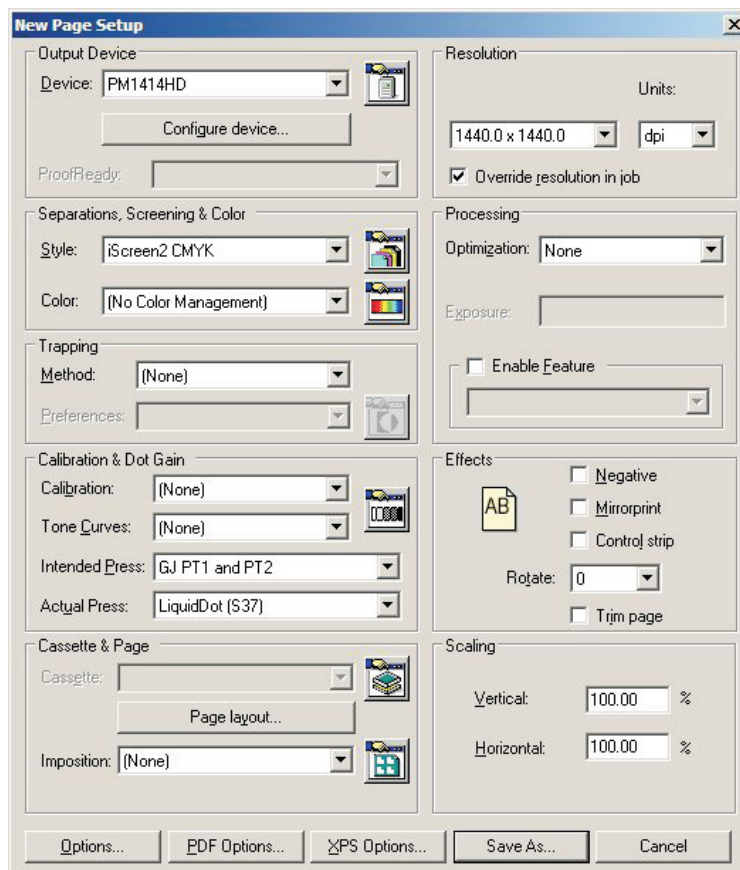 New Page Setup
Output Device
Device: PM1414HD
Configure device...
ProofReady:
Resolution
Units:
1440.0 x 1440.0 dpi
Override resolution in job
Separations, Screening & Color
Style: iScreen2 CMYK
Color: (No Color Management)
Processing
Optimization: None
Exposure:
Enable Feature
Trapping
Method: (None)
Preferences:
Calibration & Dot Gain
Calibration: (None)
Tone Curves: (None)
Intended Press: GJ PT1 and PT2
Actual Press: LiquidDot (S37)
Effects
AB
Negative
Mirrorprint
Control strip
Rotate: 0
Trim page
Cassette & Page
Cassette:
Page layout...
Imposition: (None)
Scaling
Vertical: 100.00 %
Horizontal: 100.00 %
Options... PDF Options... XPS Options... Save As... Cancel